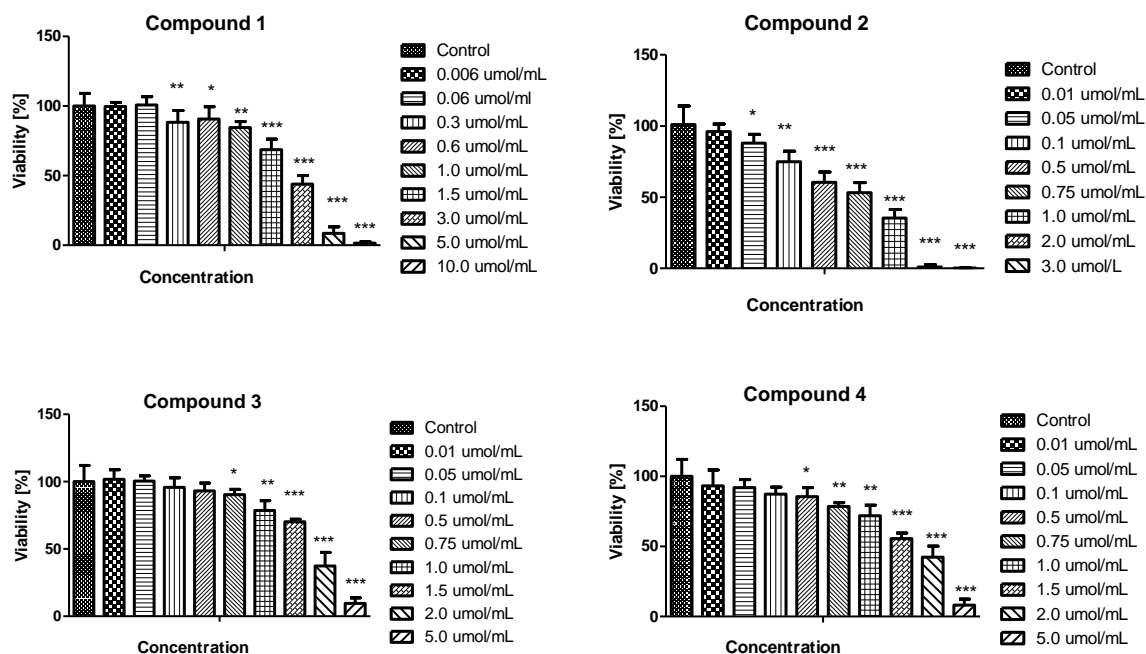 Compound 1
150
100
50
0
Viability [%]
** * ** *** *** *** ***
Concentration
Control
0.006 umol/mL
0.06 umol/ml
0.3 umol/mL
0.6 umol/mL
1.0 umol/mL
1.5 umol/mL
3.0 umol/mL
5.0 umol/mL
10.0 umol/mL
Compound 2
150
100
50
0
Viability [%]
* ** *** *** *** *** ***
Concentration
Control
0.01 umol/mL
0.05 umol/mL
0.1 umol/mL
0.5 umol/mL
0.75 umol/mL
1.0 umol/mL
2.0 umol/mL
3.0 umol/L
Compound 3
150
100
50
0
Viability [%]
* ** *** *** ***
Concentration
Control
0.01 umol/mL
0.05 umol/mL
0.1 umol/mL
0.5 umol/mL
0.75 umol/mL
1.0 umol/mL
1.5 umol/mL
2.0 umol/mL
5.0 umol/mL
Compound 4
150
100
50
0
Viability [%]
* ** ** *** *** ***
Concentration
Control
0.01 umol/mL
0.05 umol/mL
0.1 umol/mL
0.5 umol/mL
0.75 umol/mL
1.0 umol/mL
1.5 umol/mL
2.0 umol/mL
5.0 umol/mL